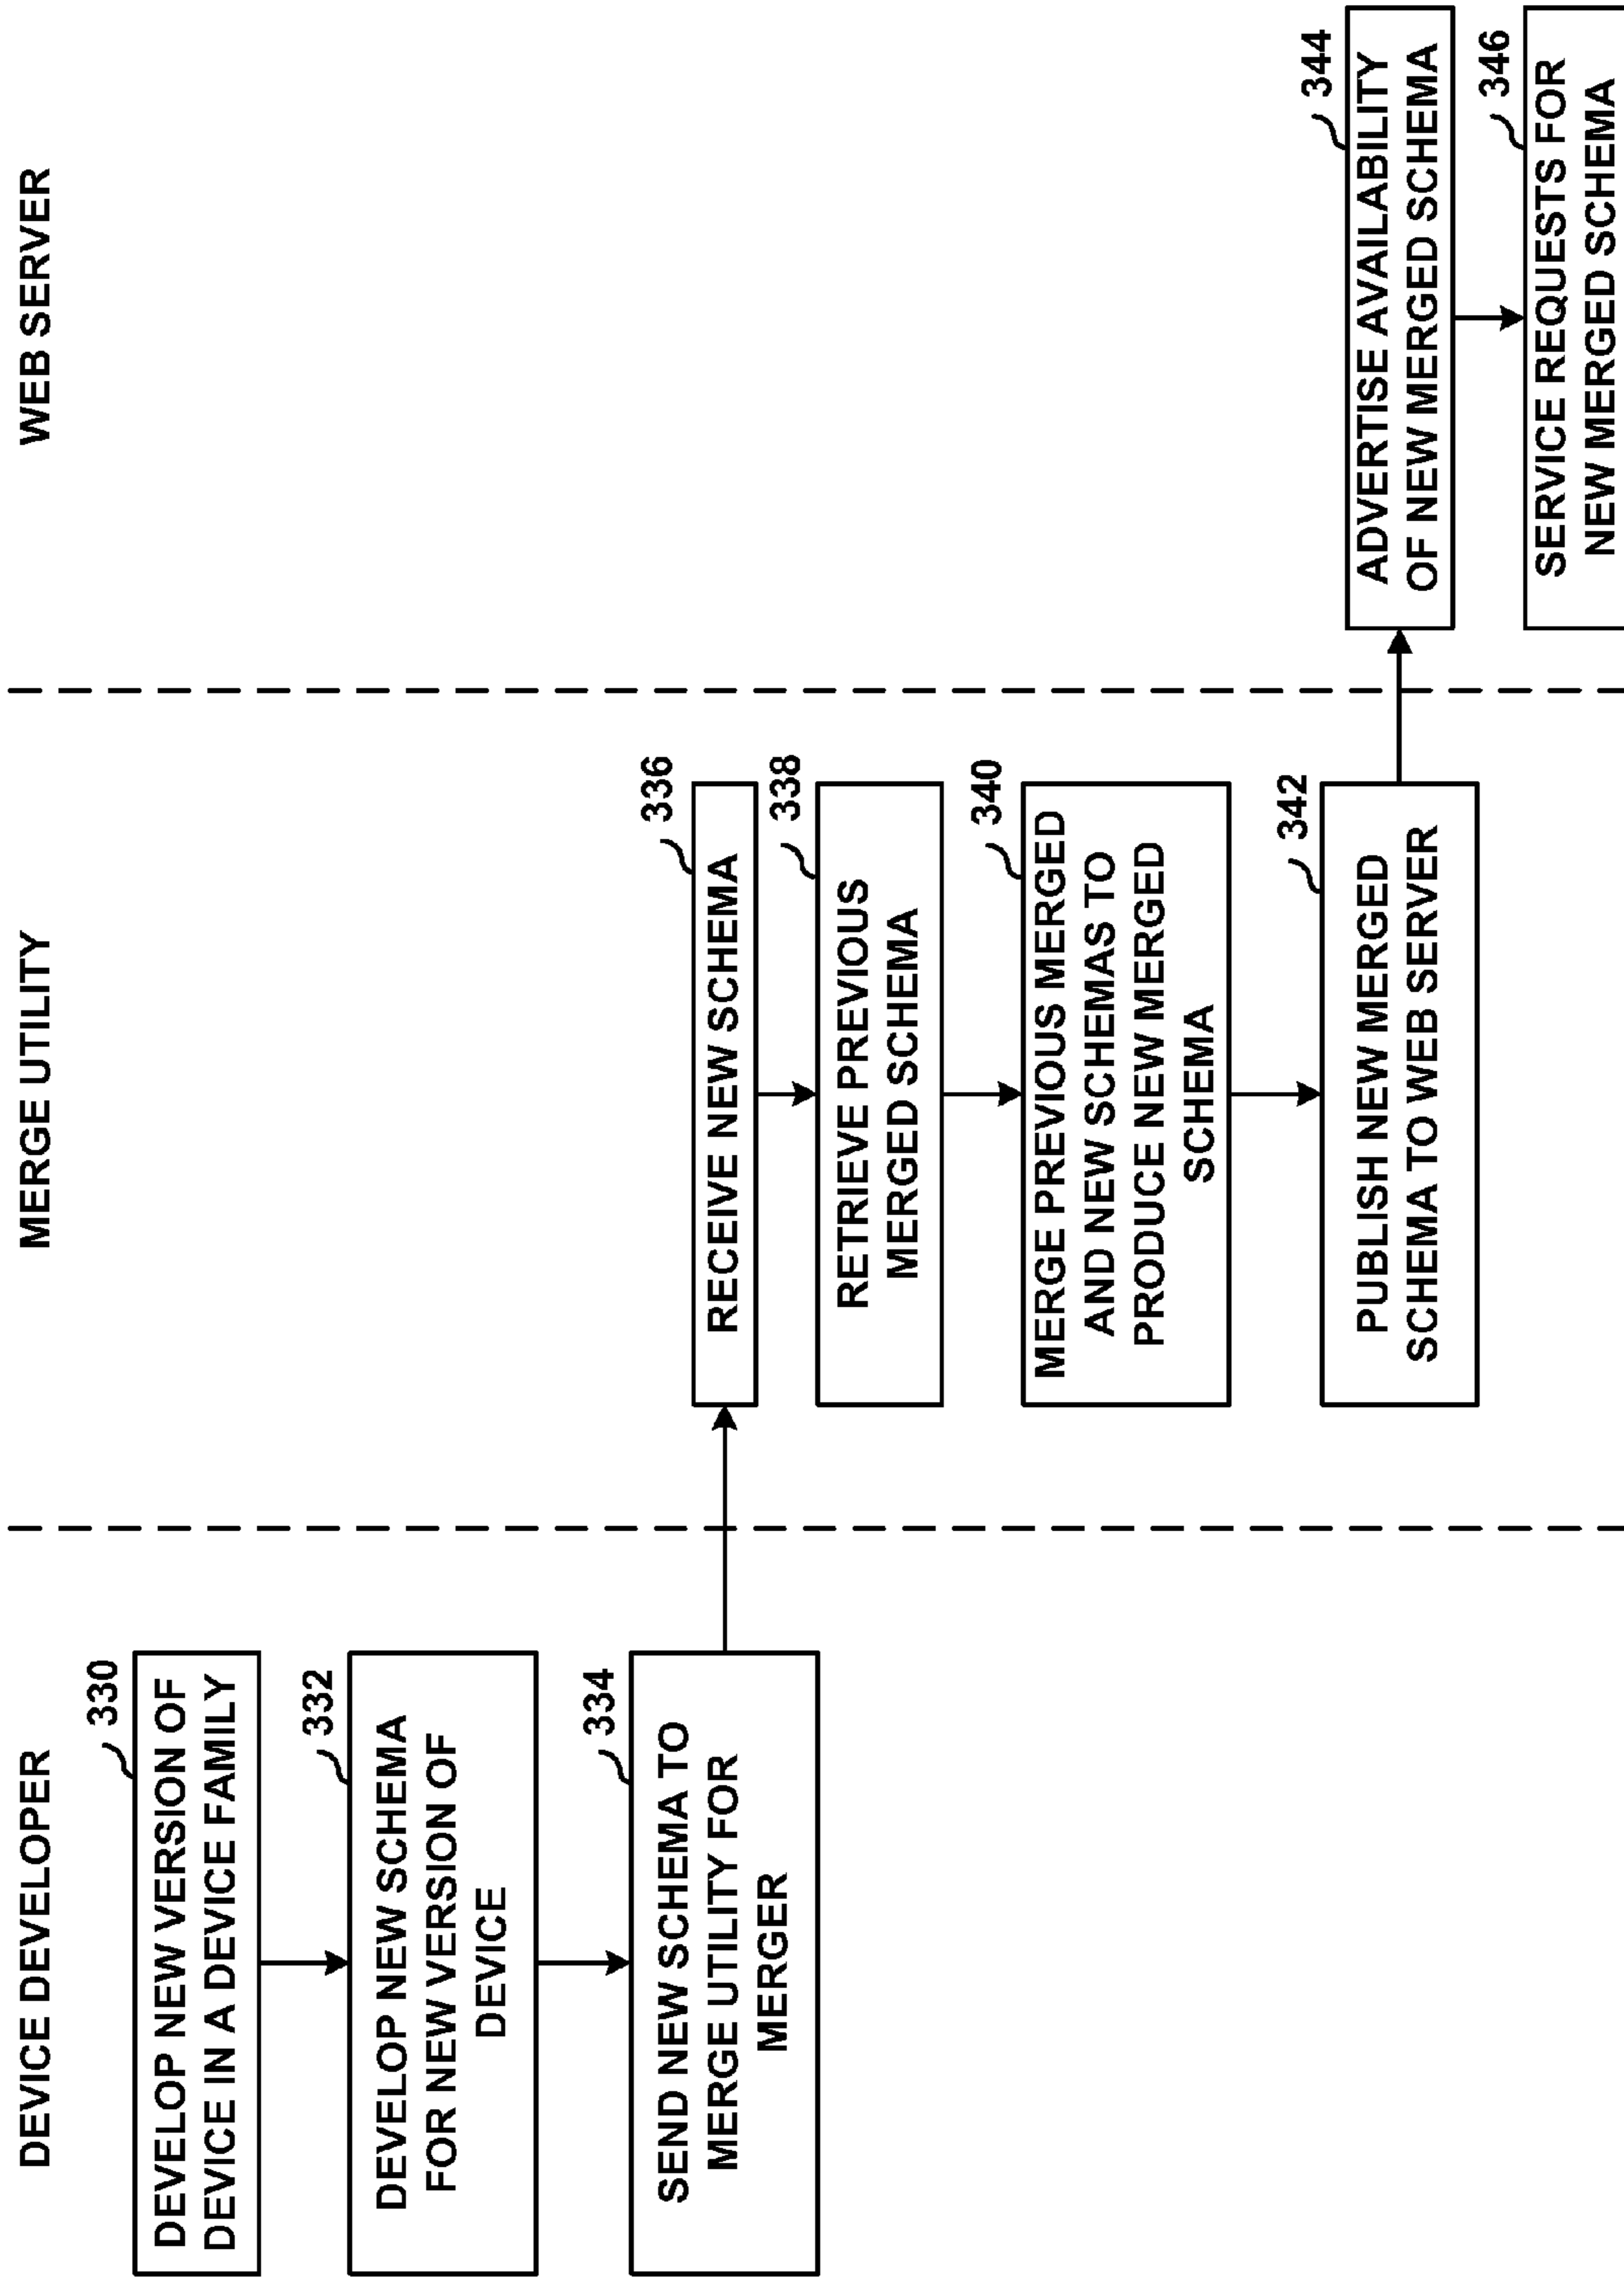 DEVICE DEVELOPER
MERGE UTILITY
WEB SERVER
330
DEVELOP NEW VERSION OF
DEVICE IN A DEVICE FAMILY
332
DEVELOP NEW SCHEMA
FOR NEW VERSION OF
DEVICE
334
SEND NEW SCHEMA TO
MERGE UTILITY FOR
MERGER
336
RECEIVE NEW SCHEMA
338
RETRIEVE PREVIOUS
MERGED SCHEMA
340
MERGE PREVIOUS MERGED
AND NEW SCHEMAS TO
PRODUCE NEW MERGED
SCHEMA
342
PUBLISH NEW MERGED
SCHEMA TO WEB SERVER
344
ADVERTISE AVAILABILITY
OF NEW MERGED SCHEMA
346
SERVICE REQUESTS FOR
NEW MERGED SCHEMA